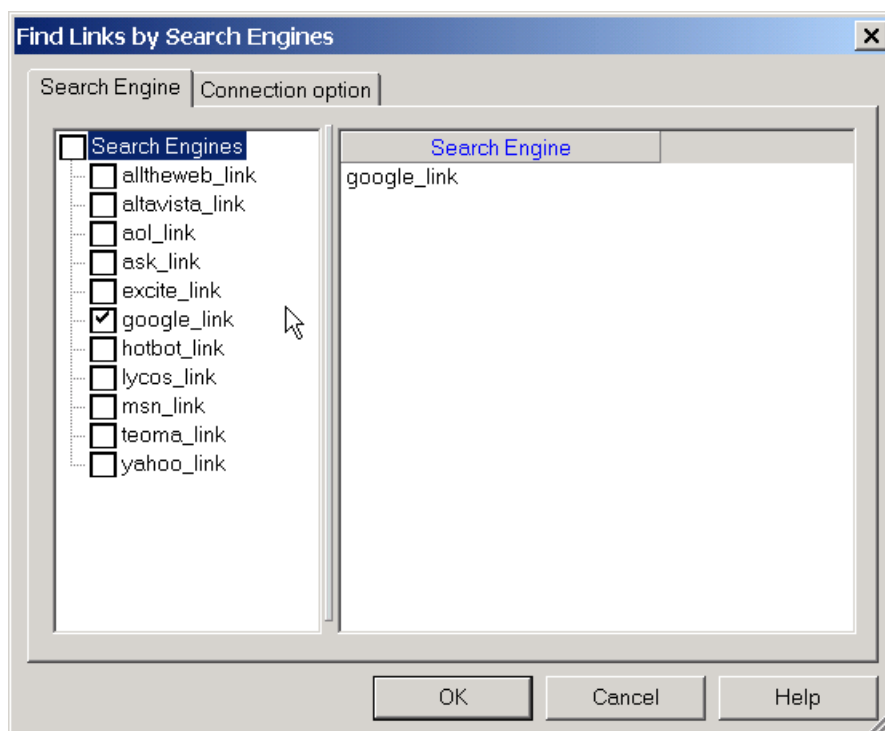 Find Links by Search Engines
Search Engine
Connection option
Search Engines
alltheweb_link
altavista_link
aol_link
ask_link
excite_link
google_link
hotbot_link
lycos_link
msn_link
teoma_link
yahoo_link
Search Engine
google_link
OK
Cancel
Help